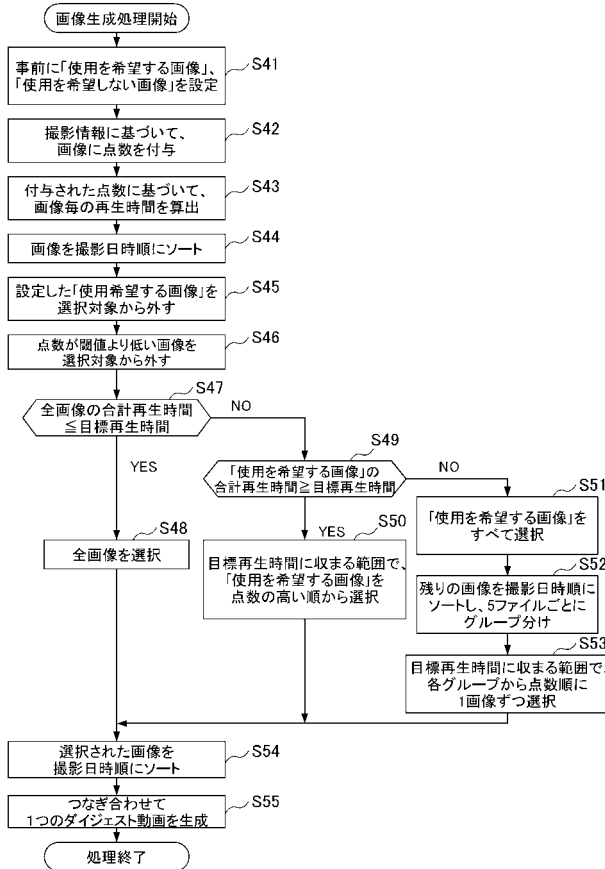 画像生成処理開始
事前に「使用を希望する画像」、
「使用を希望しない画像」を設定
S41
撮影情報に基づいて、
画像に点数を付与
S42
付与された点数に基づいて、
画像毎の再生時間を算出
S43
画像を撮影日時順にソート
S44
設定した「使用希望する画像」を
選択対象から外す
S45
点数が閾値より低い画像を
選択対象から外す
S46
全画像の合計再生時間
≦目標再生時間
S47
NO
YES
「使用を希望する画像」の
合計再生時間≧目標再生時間
S49
NO
YES
全画像を選択
S48
目標再生時間に収まる範囲で、
「使用を希望する画像」を
点数の高い順から選択
S50
「使用を希望する画像」を
すべて選択
S51
残りの画像を撮影日時順に
ソートし、5ファイルごとに
グループ分け
S52
目標再生時間に収まる範囲で、
各グループから点数順に
1画像ずつ選択
S53
選択された画像を
撮影日時順にソート
S54
つなぎ合わせて
1つのダイジェスト動画を生成
S55
処理終了